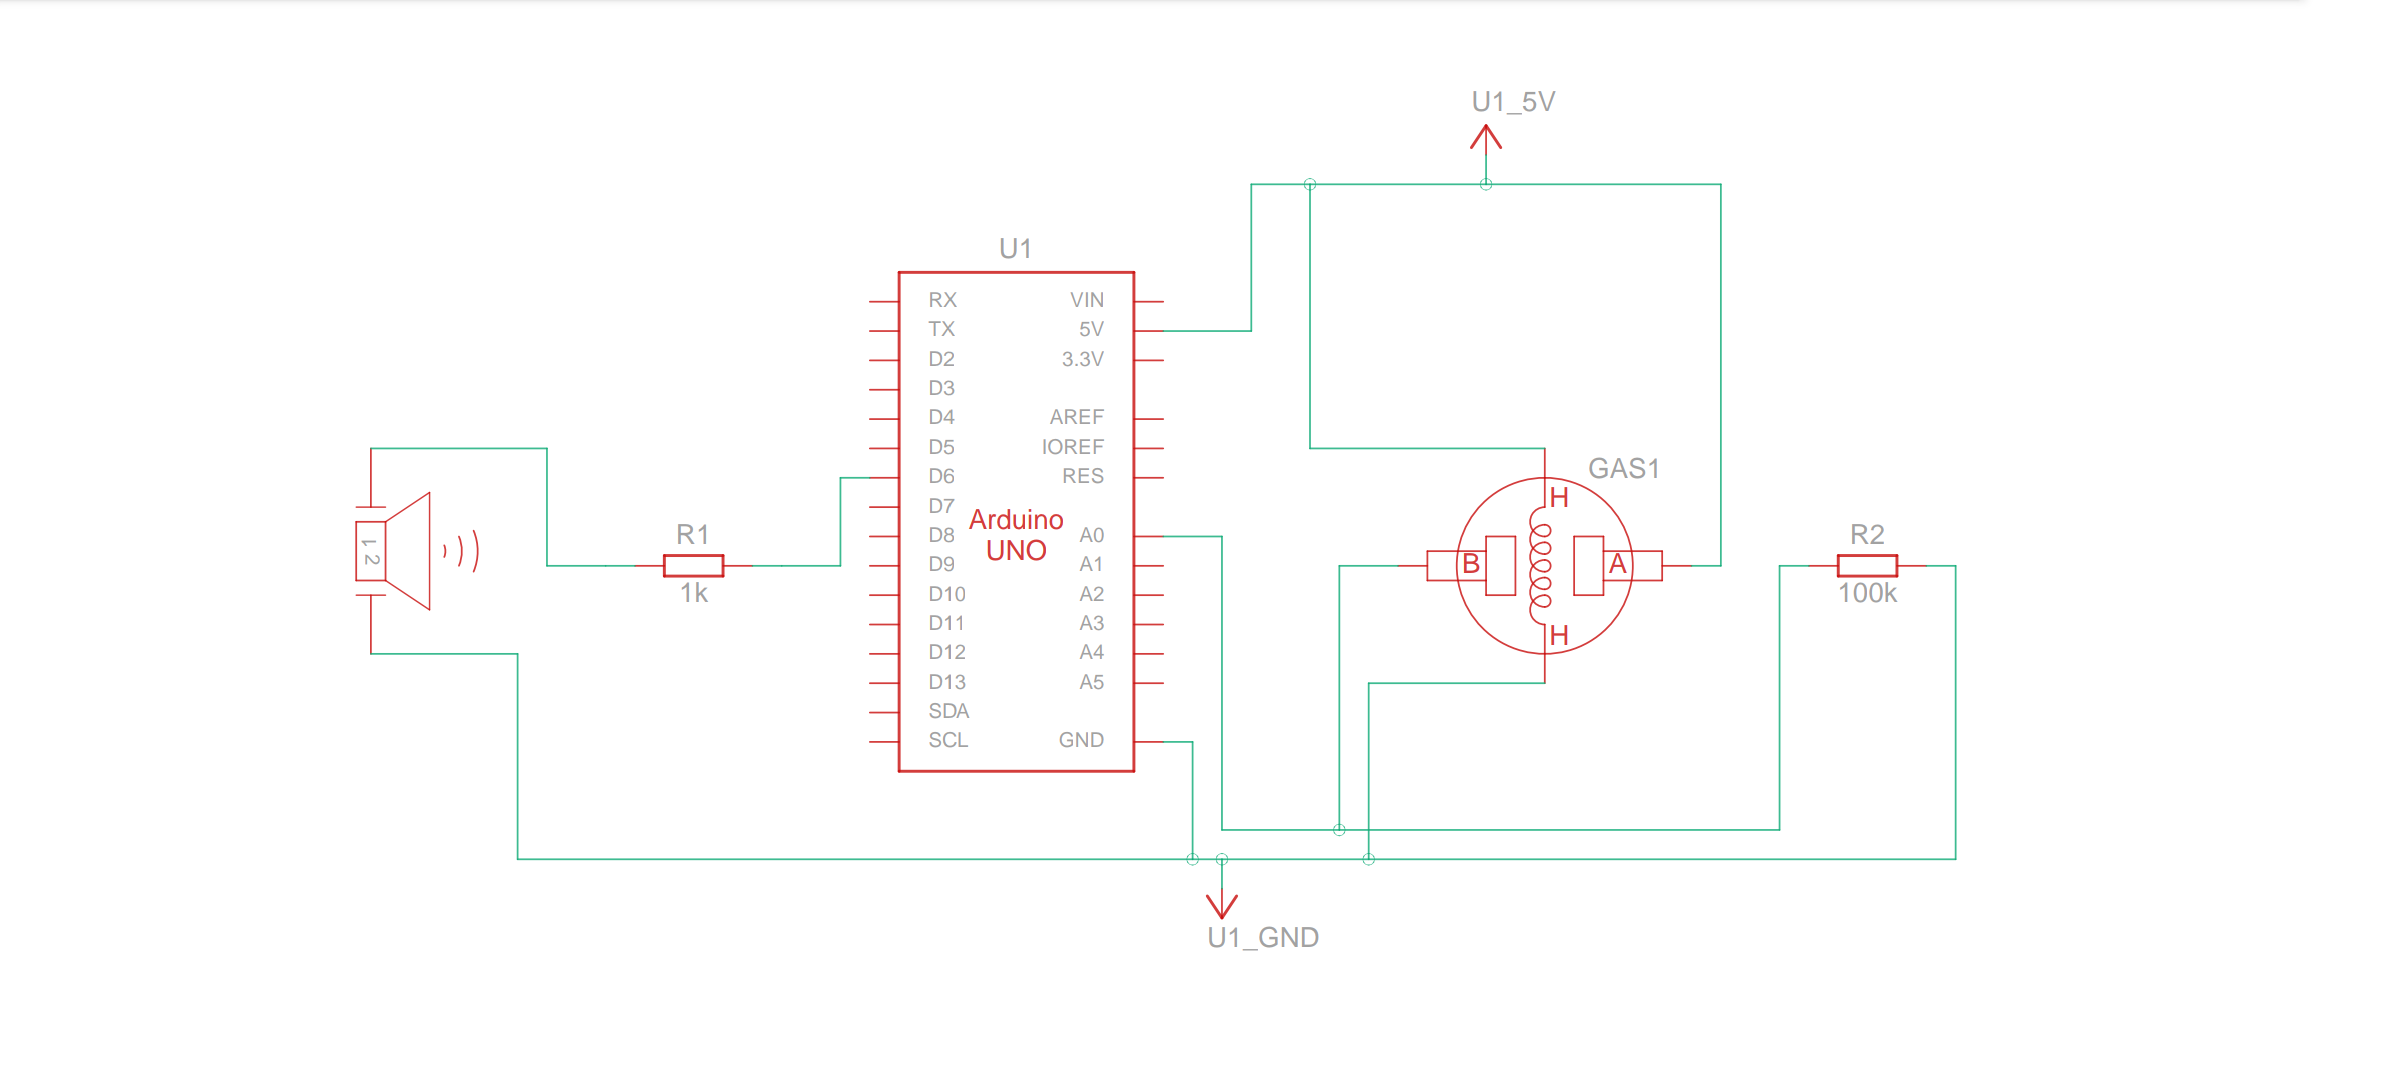 U1_5V
U1
RX VIN
TX 5V
D2 3.3V
D3
D4 AREF
D5 IOREF
D6 RES
D7
Arduino
UNO
D8 A0
D9 A1
D10 A2
D11 A3
D12 A4
D13 A5
SDA
SCL GND
1 2
R1
1k
GAS1
H
B A
H
R2
100k
U1_GND